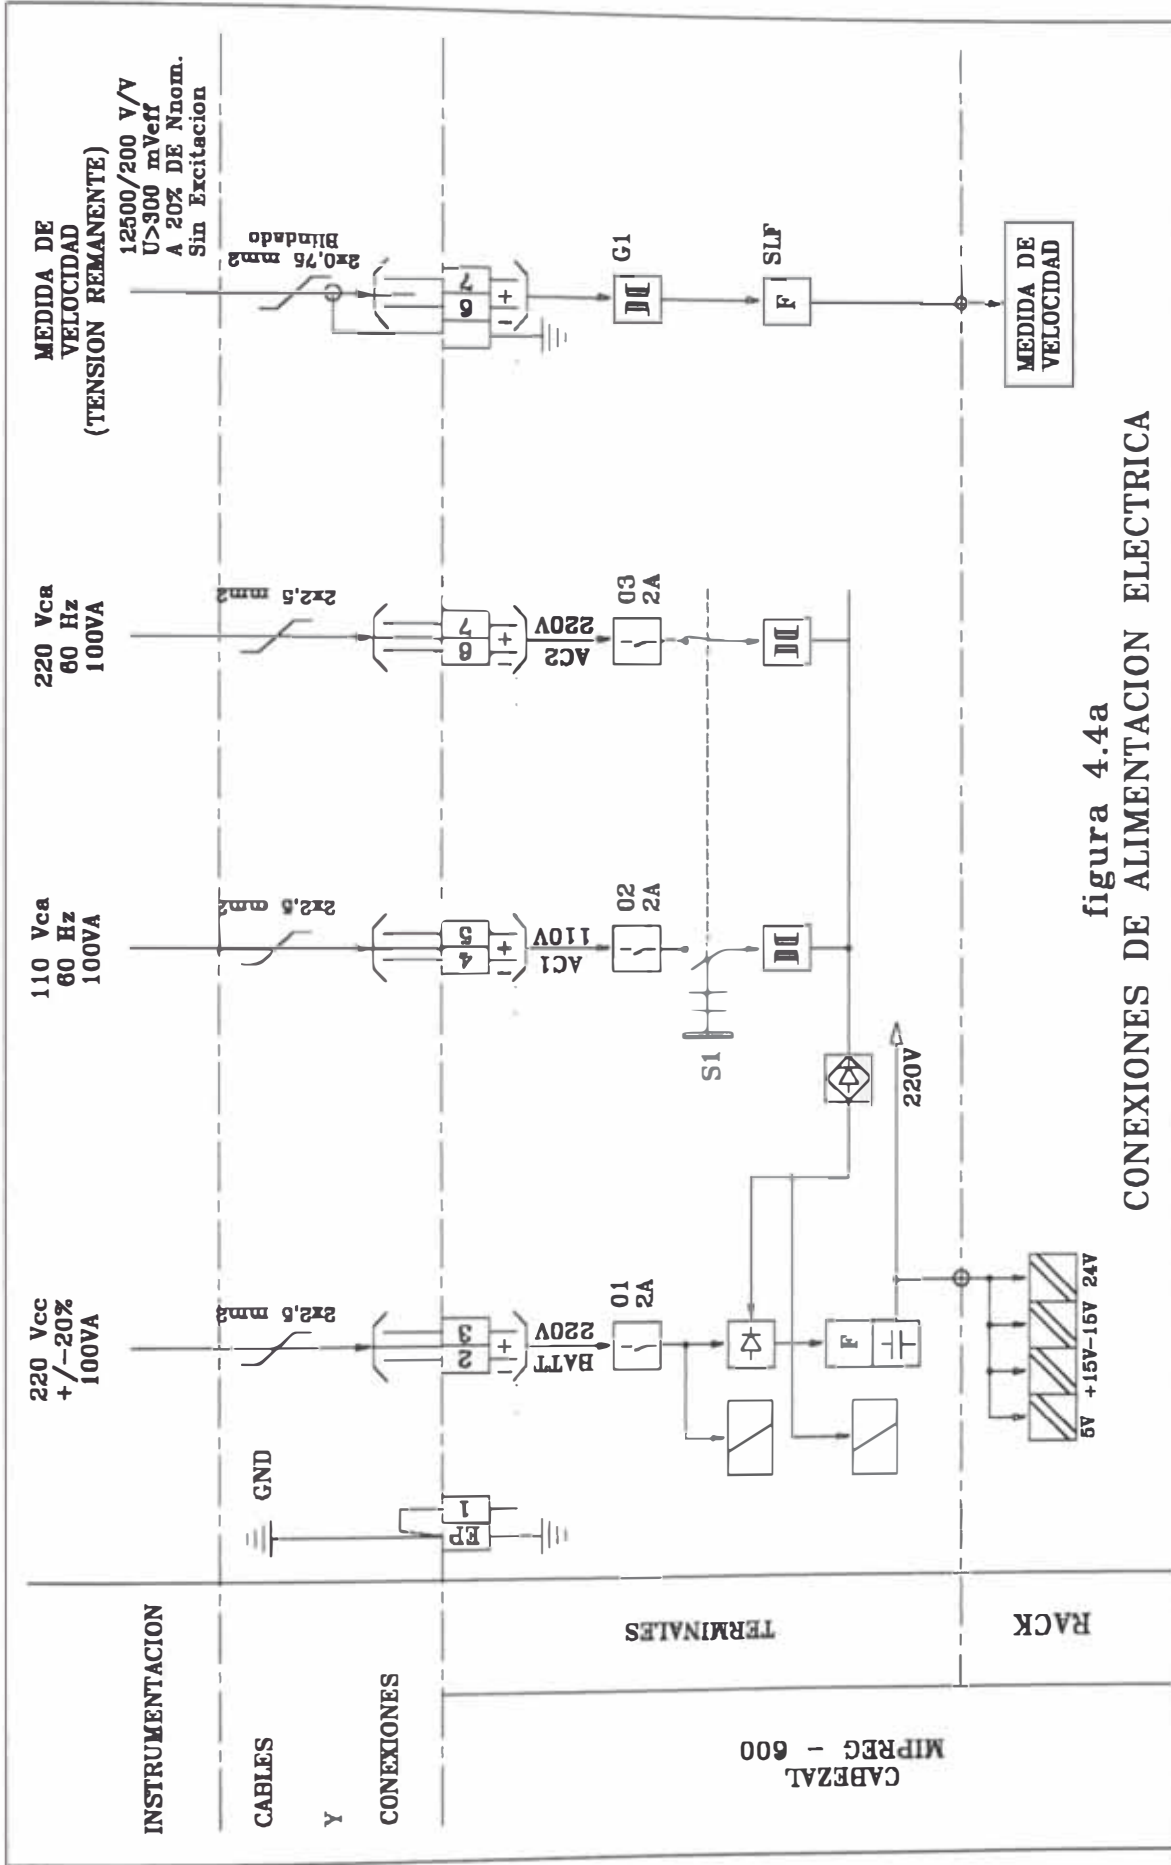 INSTRUMENTACION
CABLES
Y
CONEXIONES
CABEZAL
MIPREG - 600
TERMINALES
RACK
GND
EP
1
220 Vcc
+/-20%
100VA
2x2,5 mm2
2
3
-
+
BATT
220V
01
2A
F
5V
+15V
-15V
24V
110 Vca
60 Hz
100VA
2x2,5 mm2
4
5
-
+
AC1
110V
02
2A
S1
220V
220 Vca
60 Hz
100VA
2x2,5 mm2
7
-
+
AC2
220V
03
2A
MEDIDA DE
VELOCIDAD
(TENSION REMANENTE)
12500/200 V/V
U>300 mVeff
A 20% DE Nnom.
Sin Excitacion
2x0,75 mm2
Blindado
6
7
-
+
G1
SLF
F
MEDIDA DE
VELOCIDAD
figura 4.4a
CONEXIONES DE ALIMENTACION ELECTRICA